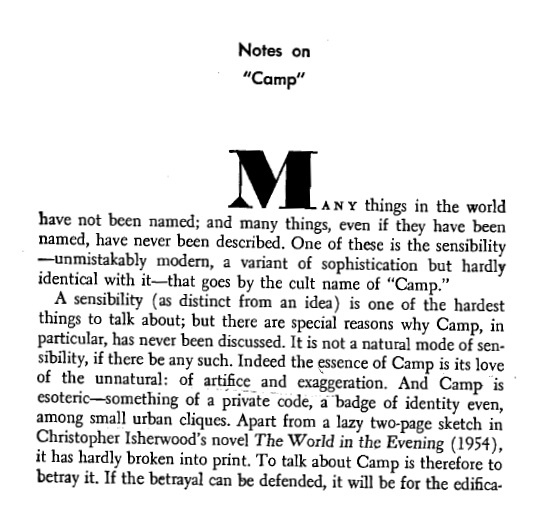 Notes on
"Camp"
MANY things in the world
have not been named; and many things, even if they have been
named, have never been described. One of these is the sensibility
—unmistakably modern, a variant of sophistication but hardly
identical with it—that goes by the cult name of "Camp."
A sensibility (as distinct from an idea) is one of the hardest
things to talk about; but there are special reasons why Camp, in
particular, has never been discussed. It is not a natural mode of sen-
sibility, if there be any such. Indeed the essence of Camp is its love
of the unnatural: of artifice and exaggeration. And Camp is
esoteric—something of a private code, a badge of identity even,
among small urban cliques. Apart from a lazy two-page sketch in
Christopher Isherwood's novel The World in the Evening (1954),
it has hardly broken into print. To talk about Camp is therefore to
betray it. If the betrayal can be defended, it will be for the edifica-